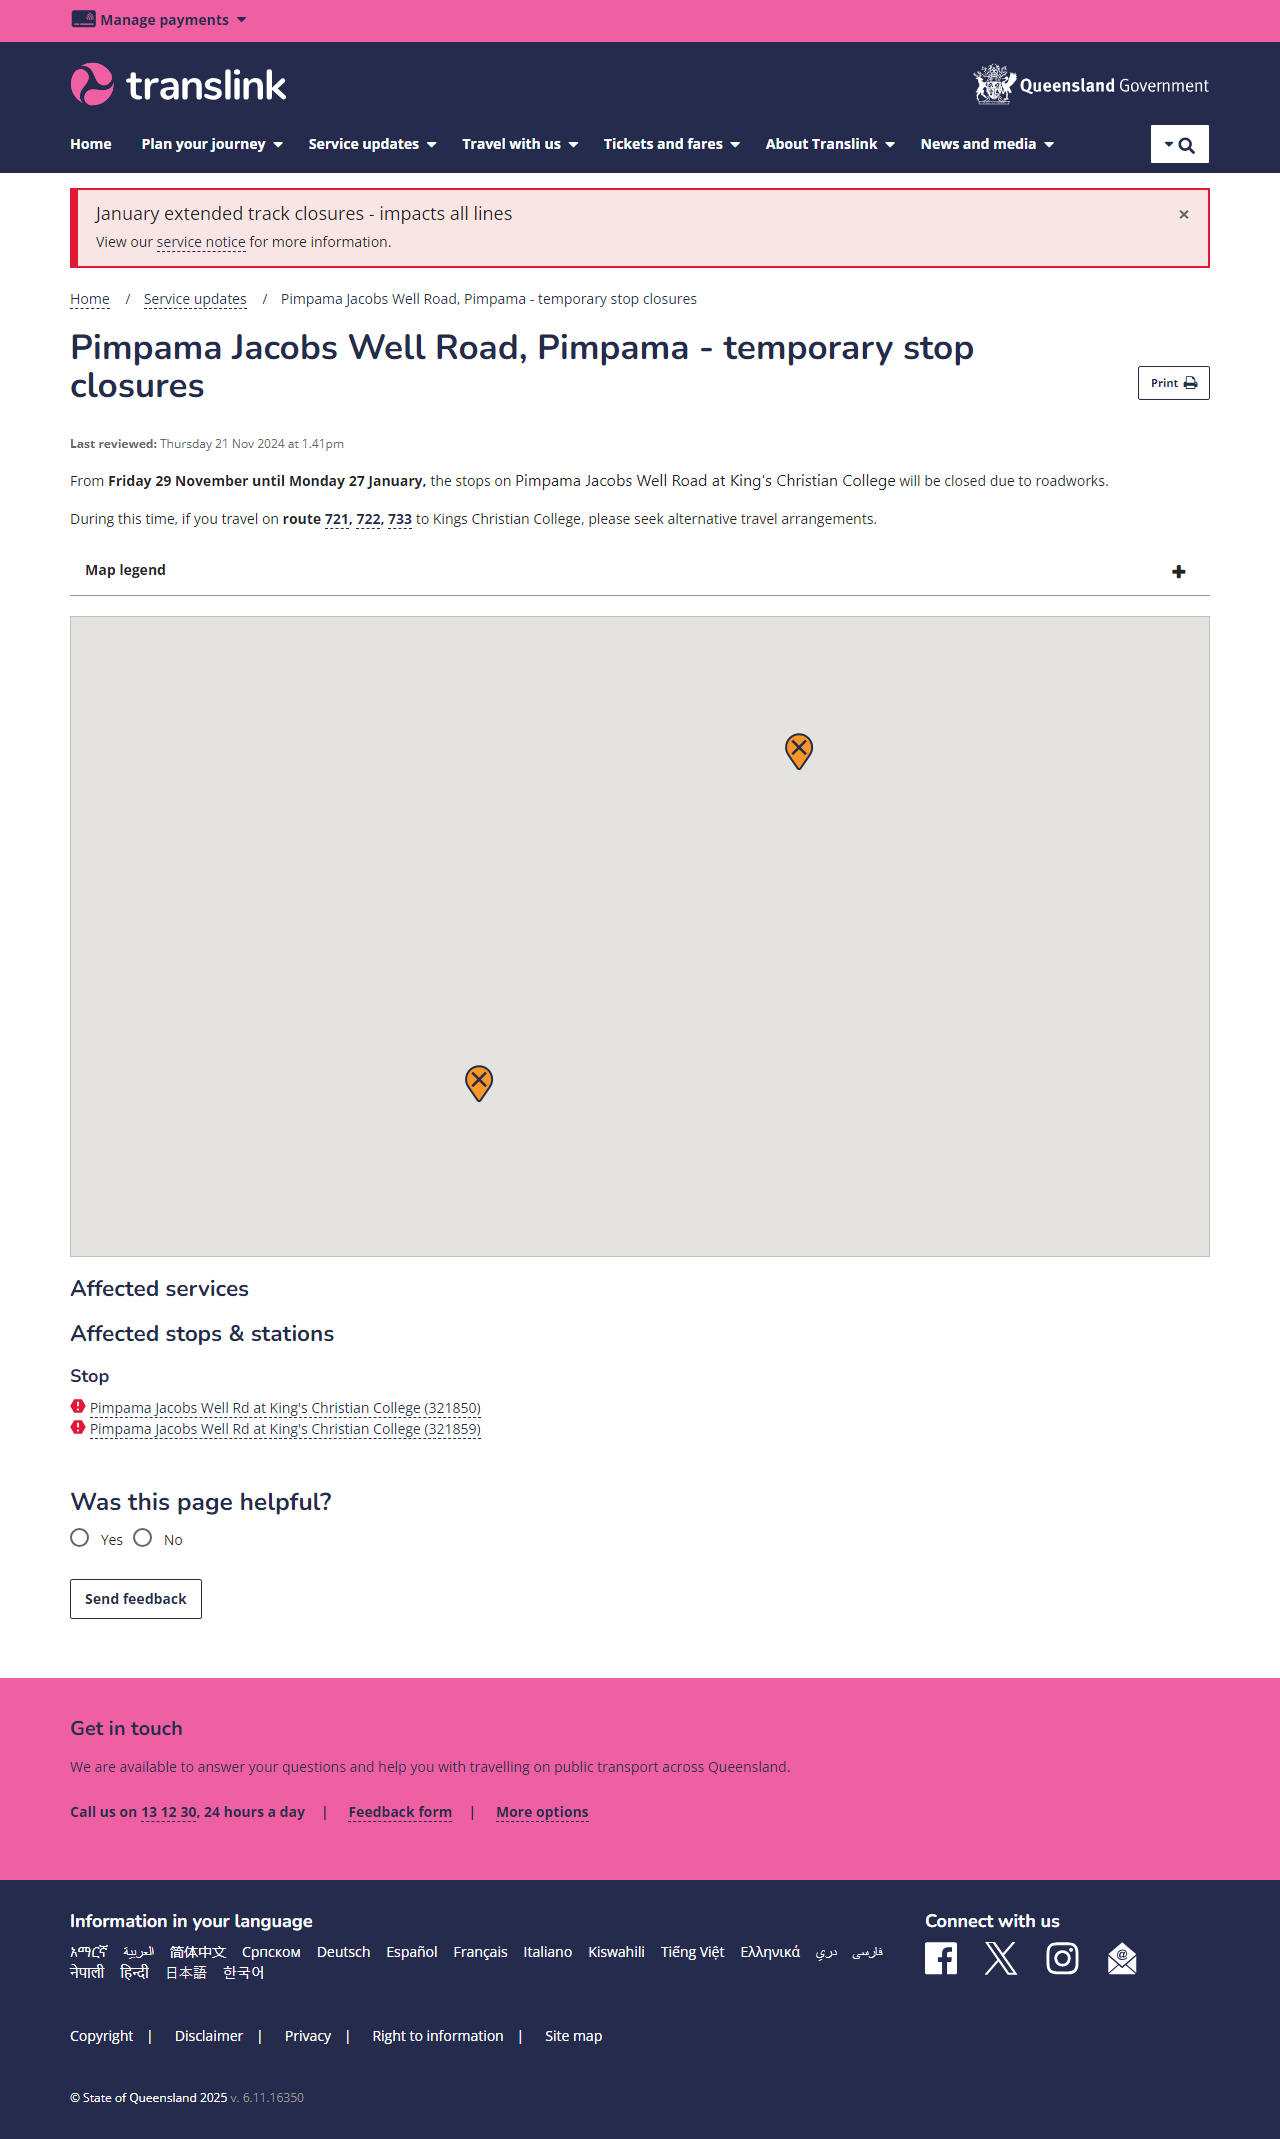 Manage payments
translink
Queensland Government
Home Plan your journey Service updates Travel with us Tickets and fares About Translink News and media
January extended track closures - impacts all lines
×
View our service notice for more information.
Home / Service updates / Pimpama Jacobs Well Road, Pimpama - temporary stop closures
Pimpama Jacobs Well Road, Pimpama - temporary stop
closures
Print
Last reviewed: Thursday 21 Nov 2024 at 1.41pm
From Friday 29 November until Monday 27 January, the stops on Pimpama Jacobs Well Road at King's Christian College will be closed due to roadworks.
During this time, if you travel on route 721, 722, 733 to Kings Christian College, please seek alternative travel arrangements.
Map legend
Affected services
Affected stops & stations
Stop
Pimpama Jacobs Well Rd at King's Christian College (321850)
Pimpama Jacobs Well Rd at King's Christian College (321859)
Was this page helpful?
Yes No
Send feedback
Get in touch
We are available to answer your questions and help you with travelling on public transport across Queensland.
Call us on 13 12 30, 24 hours a day | Feedback form | More options
Information in your language
Connect with us
አማርኛ العربية 简体中文 Српском Deutsch Español Français Italiano Kiswahili Tiếng Việt Ελληνικά دري فارسی
नेपाली हिन्दी 日本語 한국어
Copyright | Disclaimer | Privacy | Right to information | Site map
© State of Queensland 2025 v. 6.11.16350